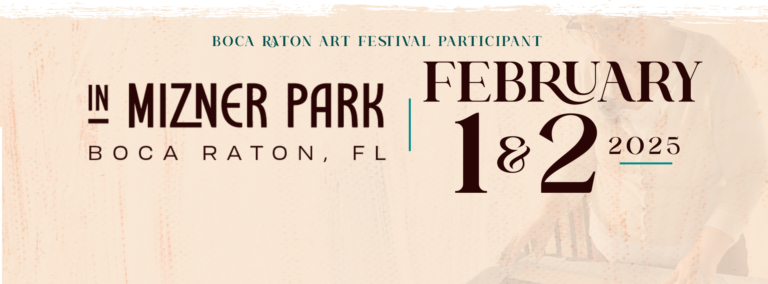 BOCA RATON ART FESTIVAL PARTICIPANT
IN MIZNER PARK
BOCA RATON, FL
FEBRUARY
1 & 2 2025